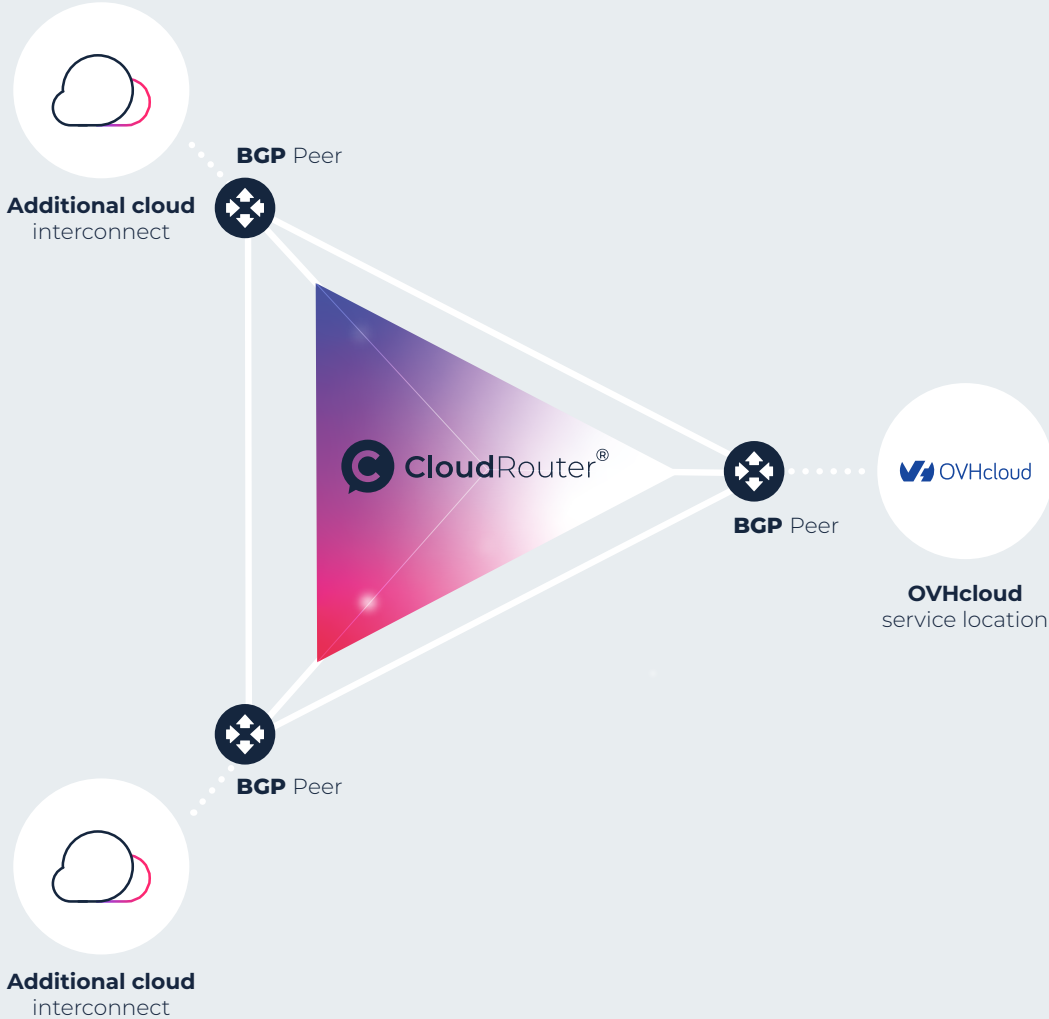 BGP Peer
Additional cloud
interconnect
CloudRouter®
OVHcloud
BGP Peer
OVHcloud
service location
BGP Peer
Additional cloud
interconnect